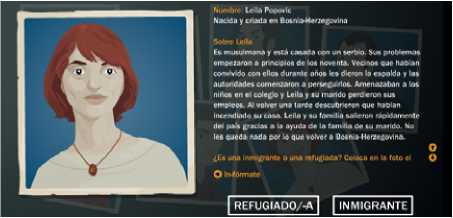 Nombre: Leila Popovic
Nacida y criada en Bosnia-Herzegovina
Sobre Leila
Es musulmana y está casada con un serbio. Sus problemas
empezaron a principios de los noventa. Vecinos que habían
convivido con ellos durante años les dieron la espalda y las
autoridades comenzaron a perseguirlos. Amenazaban a los
niños en el colegio y Leila y su marido perdieron sus
empleos. Al volver una tarde descubrieron que habían
incendiado su casa. Leila y su familia salieron rápidamente
del país gracias a la ayuda de la familia de su marido. No
les queda nada por lo que volver a Bosnia-Herzegovina.
¿Es una inmigrante o una refugiada? Coloca en la foto el
Infórmate
REFUGIADO/-A INMIGRANTE